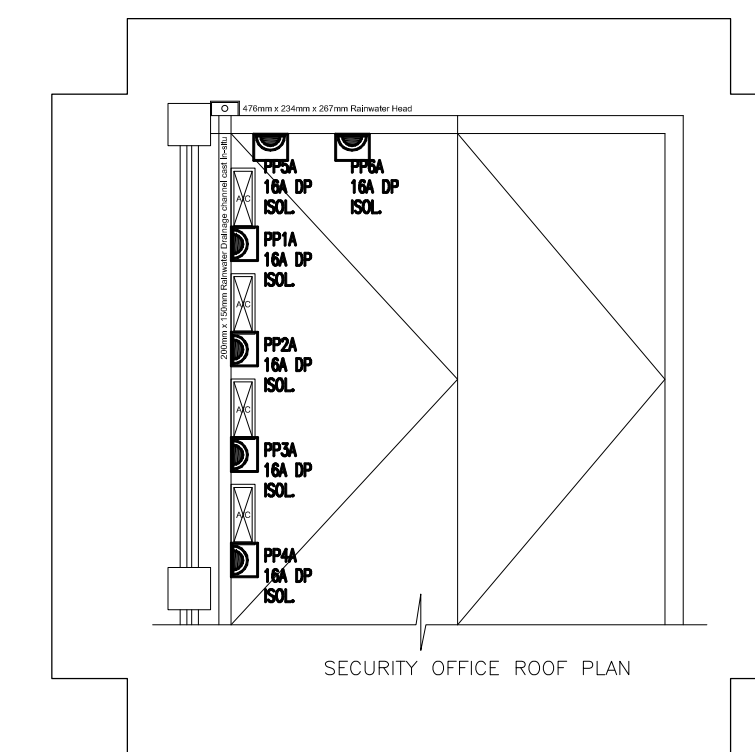 476mm x 234mm x 267mm Rainwater Head
200mm x 150mm Rainwater Drainage channel cast in-situ
PP5A
16A DP
ISOL.
PP6A
16A DP
ISOL.
A/C
PP1A
16A DP
ISOL.
A/C
PP2A
16A DP
ISOL.
A/C
PP3A
16A DP
ISOL.
A/C
PP4A
16A DP
ISOL.
SECURITY OFFICE ROOF PLAN